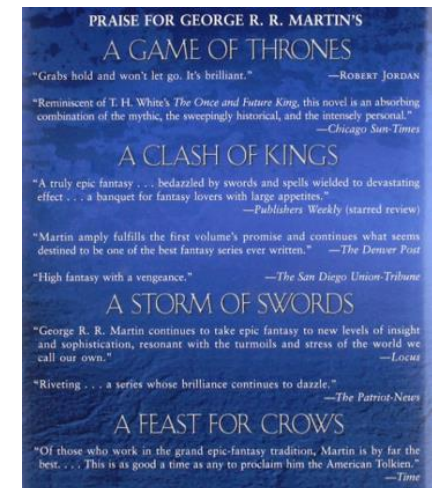 PRAISE FOR GEORGE R. R. MARTIN'S
A GAME OF THRONES
“Grabs hold and won't let go. It's brilliant.” —ROBERT JORDAN
“Reminiscent of T. H. White's The Once and Future King, this novel is an absorbing
combination of the mythic, the sweepingly historical, and the intensely personal.”
—Chicago Sun-Times
A CLASH OF KINGS
“A truly epic fantasy . . . bedazzled by swords and spells wielded to devastating
effect . . . a banquet for fantasy lovers with large appetites.”
—Publishers Weekly (starred review)
“Martin amply fulfills the first volume's promise and continues what seems
destined to be one of the best fantasy series ever written.” —The Denver Post
“High fantasy with a vengeance.” —The San Diego Union-Tribune
A STORM OF SWORDS
“George R. R. Martin continues to take epic fantasy to new levels of insight
and sophistication, resonant with the turmoils and stress of the world we
call our own.” —Locus
“Riveting . . . a series whose brilliance continues to dazzle.”
—The Patriot-News
A FEAST FOR CROWS
“Of those who work in the grand epic-fantasy tradition, Martin is by far the
best. . . . This is as good a time as any to proclaim him the American Tolkien.”
—Time